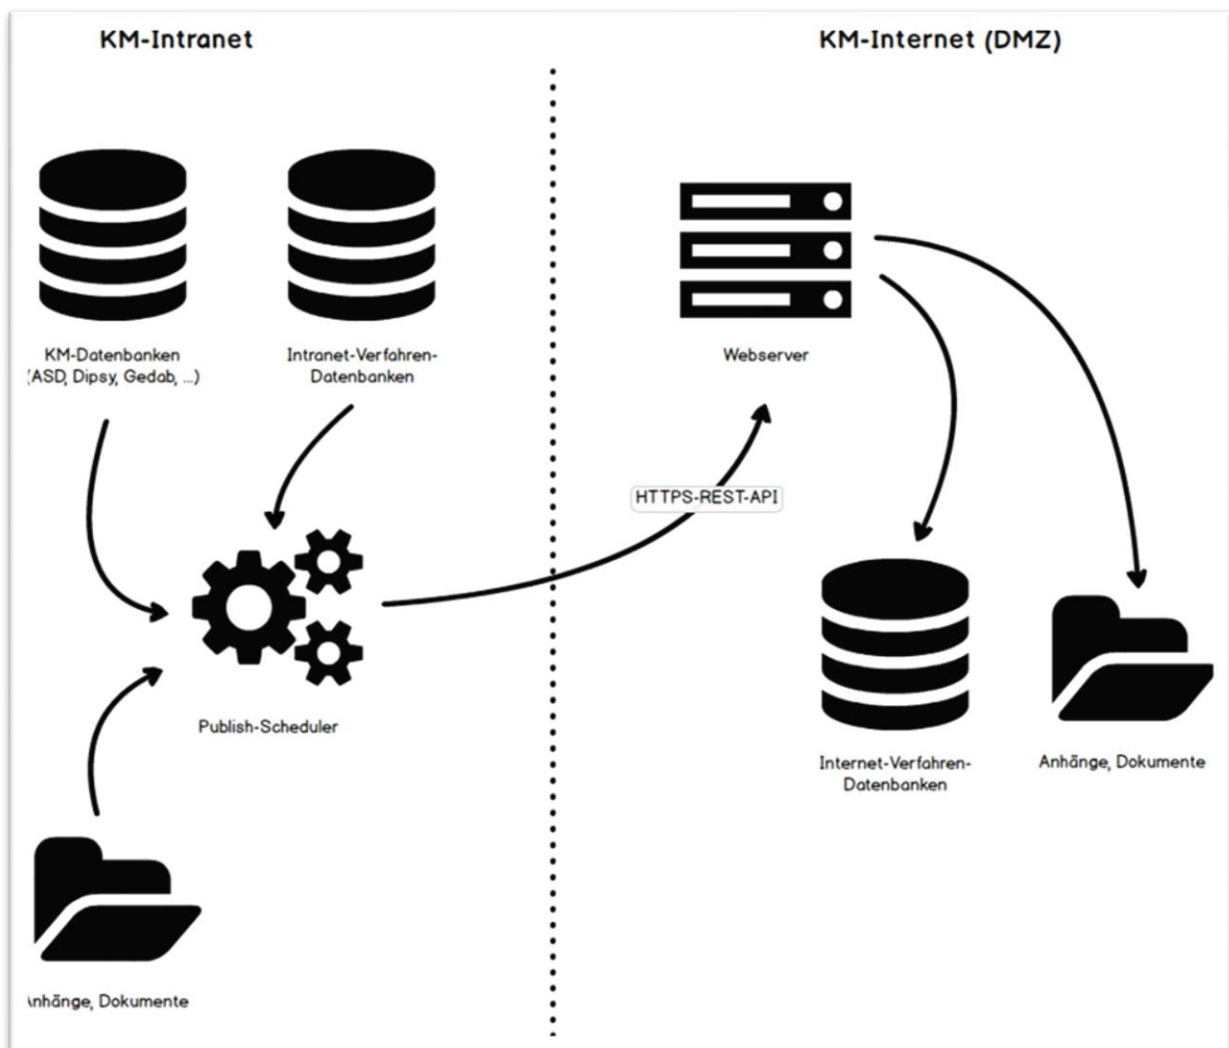 KM-Intranet
KM-Internet (DMZ)
KM-Datenbanken
(ASD, Dipsy, Gedab, ...)
Intranet-Verfahren-
Datenbanken
Webserver
HTTPS-REST-API
Publish-Scheduler
Internet-Verfahren-
Datenbanken
Anhänge, Dokumente
Anhänge, Dokumente